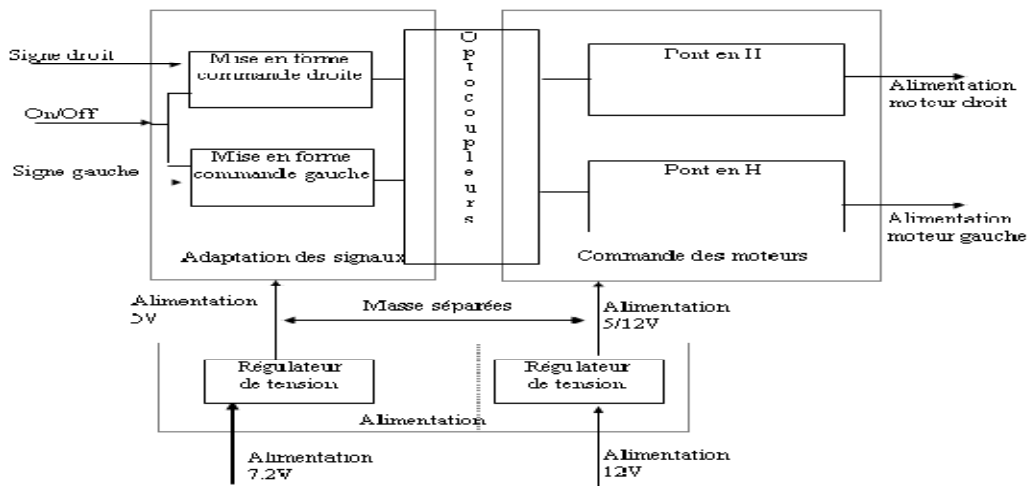 Signe droit
On/Off
Signe gauche
Mise en forme
commande droite
Mise en forme
commande gauche
Adaptation des signaux
Optocoupleurs
Pont en H
Pont en H
Commande des moteurs
Alimentation
moteur droit
Alimentation
moteur gauche
Alimentation
5V
Masse séparées
Alimentation
5/12V
Régulateur
de tension
Régulateur
de tension
Alimentation
Alimentation
7.2V
Alimentation
12V